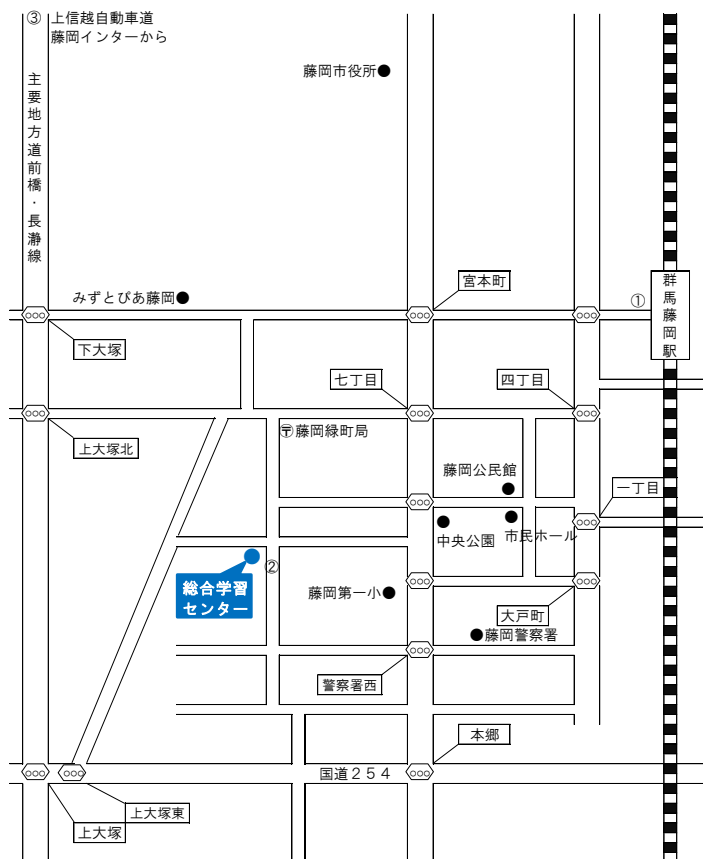 ③ 上信越自動車道
藤岡インターから
主要地方道前橋・長瀞線
藤岡市役所
みずとぴあ藤岡
宮本町
①
群馬藤岡駅
下大塚
七丁目
四丁目
上大塚北
〶藤岡緑町局
藤岡公民館
一丁目
中央公園
市民ホール
②
総合学習
センター
藤岡第一小
大戸町
藤岡警察署
警察署西
本郷
国道254
上大塚東
上大塚